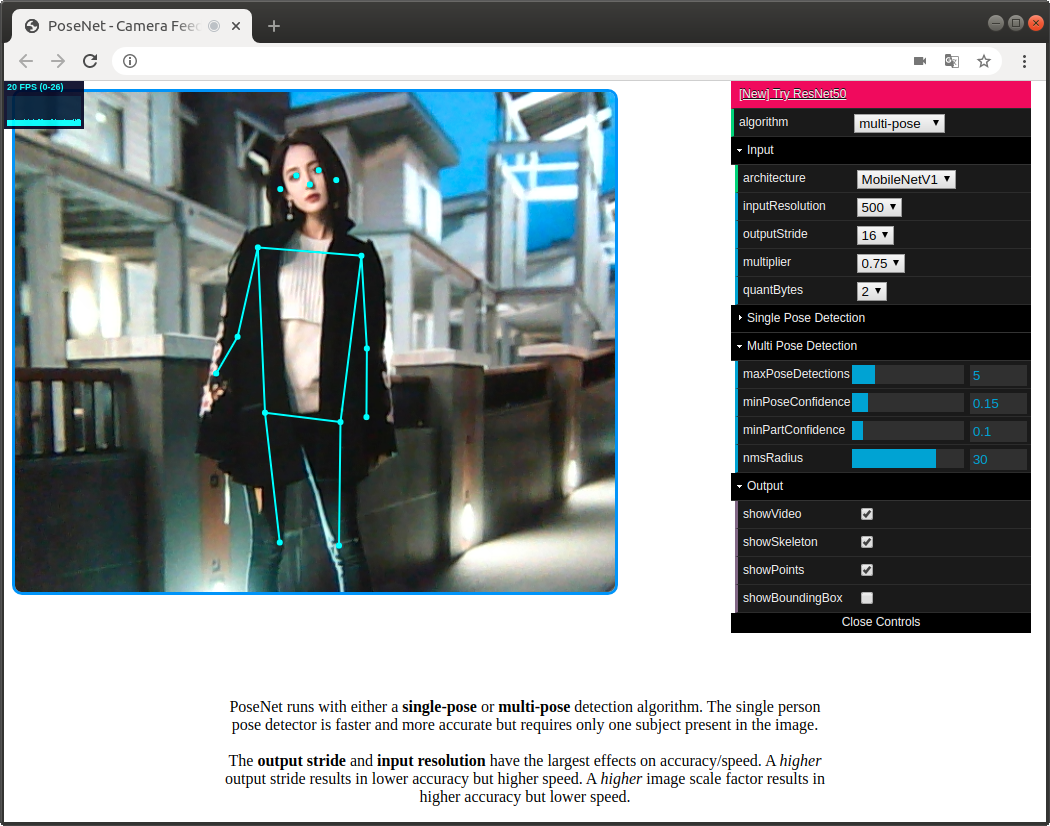 PoseNet - Camera Feed
20 FPS (0-26)
[New] Try ResNet50
algorithm multi-pose
Input
architecture MobileNetV1
inputResolution 500
outputStride 16
multiplier 0.75
quantBytes 2
Single Pose Detection
Multi Pose Detection
maxPoseDetections 5
minPoseConfidence 0.15
minPartConfidence 0.1
nmsRadius 30
Output
showVideo
showSkeleton
showPoints
showBoundingBox
Close Controls
PoseNet runs with either a single-pose or multi-pose detection algorithm. The single person
pose detector is faster and more accurate but requires only one subject present in the image.
The output stride and input resolution have the largest effects on accuracy/speed. A higher
output stride results in lower accuracy but higher speed. A higher image scale factor results in
higher accuracy but lower speed.